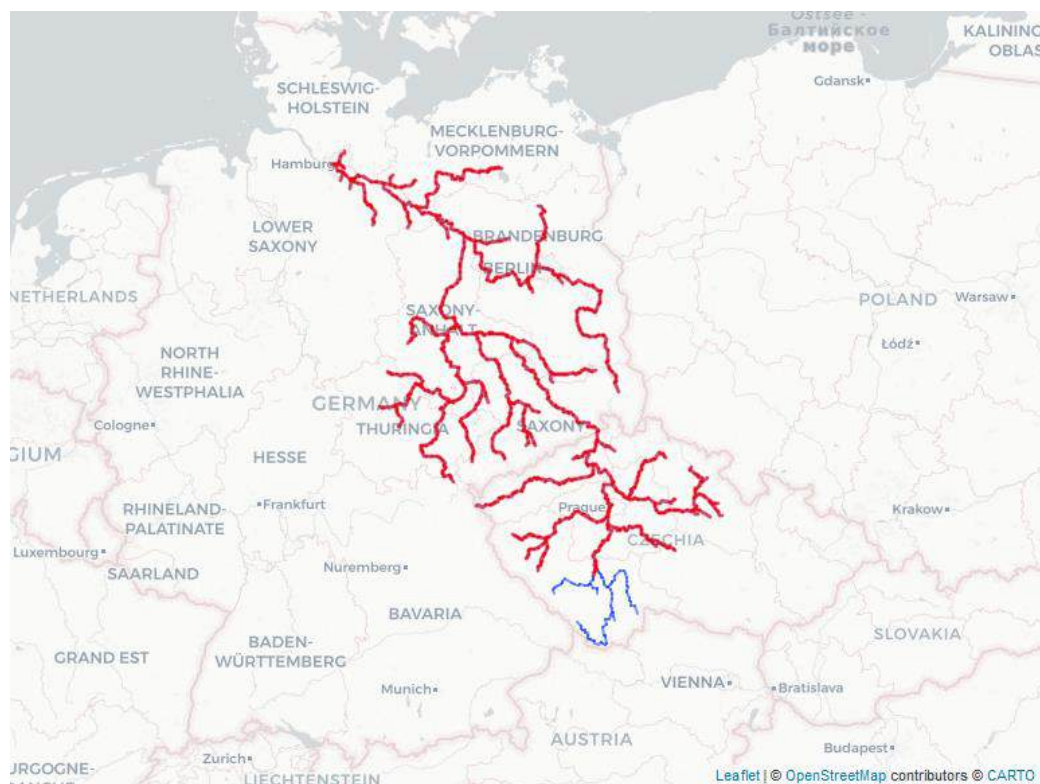 Ostsee -
Балтийское
море
KALINING
OBLAS
Gdansk
SCHLESWIG-
HOLSTEIN
MECKLENBURG-
VORPOMMERN
Hamburg
LOWER
SAXONY
BRANDENBURG
BERLIN
NETHERLANDS
POLAND
Warsaw
SAXONY-
ANHALT
Łódź
NORTH
RHINE-
WESTPHALIA
GERMANY
Cologne
THURINGIA
SAXONY
GIUM
HESSE
Frankfurt
RHINELAND-
PALATINATE
Prague
Krakow
CZECHIA
Luxembourg
SAARLAND
Nuremberg
BAVARIA
SLOVAKIA
BADEN-
WÜRTTEMBERG
GRAND EST
Munich
VIENNA
Bratislava
AUSTRIA
Zurich
Budapest
URGOGNE-
LIECHTENSTEIN
Leaflet | © OpenStreetMap contributors © CARTO